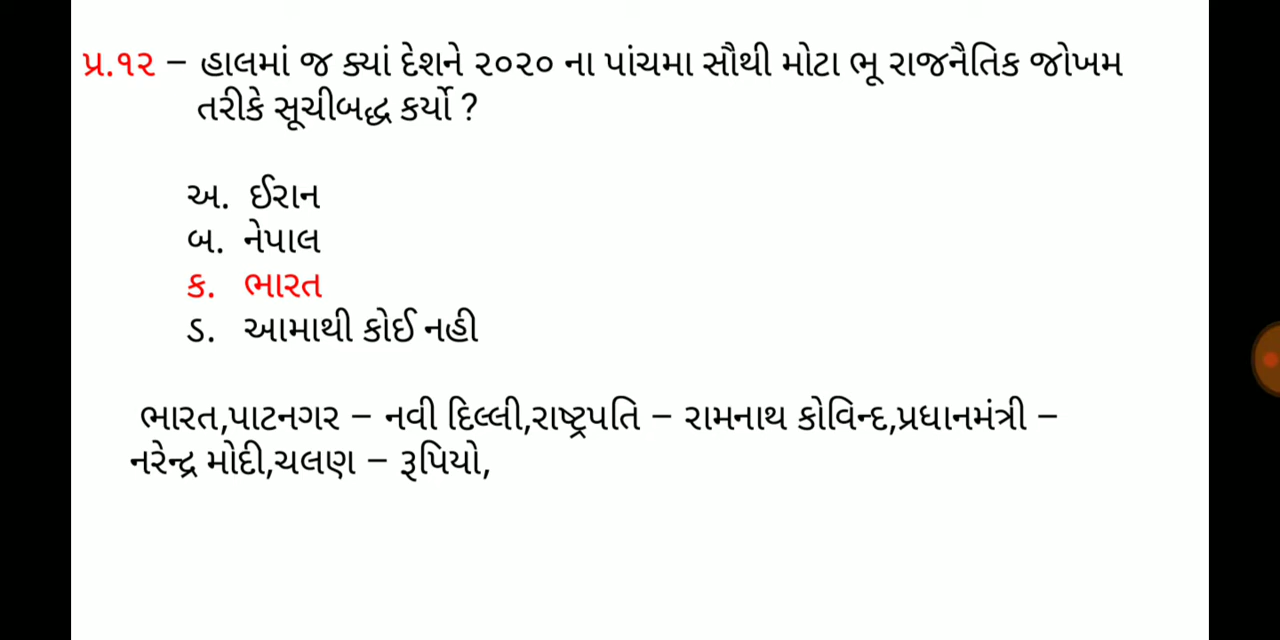 પ્ર.૧૨ – હાલમાં જ ક્યાં દેશને ૨૦૨૦ ના પાંચમા સૌથી મોટા ભૂ રાજનૈતિક જોખમ
તરીકે સૂચીબદ્ધ કર્યો ?
અ. ઈરાન
બ. નેપાલ
ક. ભારત
ડ. આમાથી કોઈ નહી
ભારત,પાટનગર – નવી દિલ્લી,રાષ્ટ્રપતિ – રામનાથ કોવિન્દ,પ્રધાનમંત્રી –
નરેન્દ્ર મોદી,ચલણ – રૂપિયો,